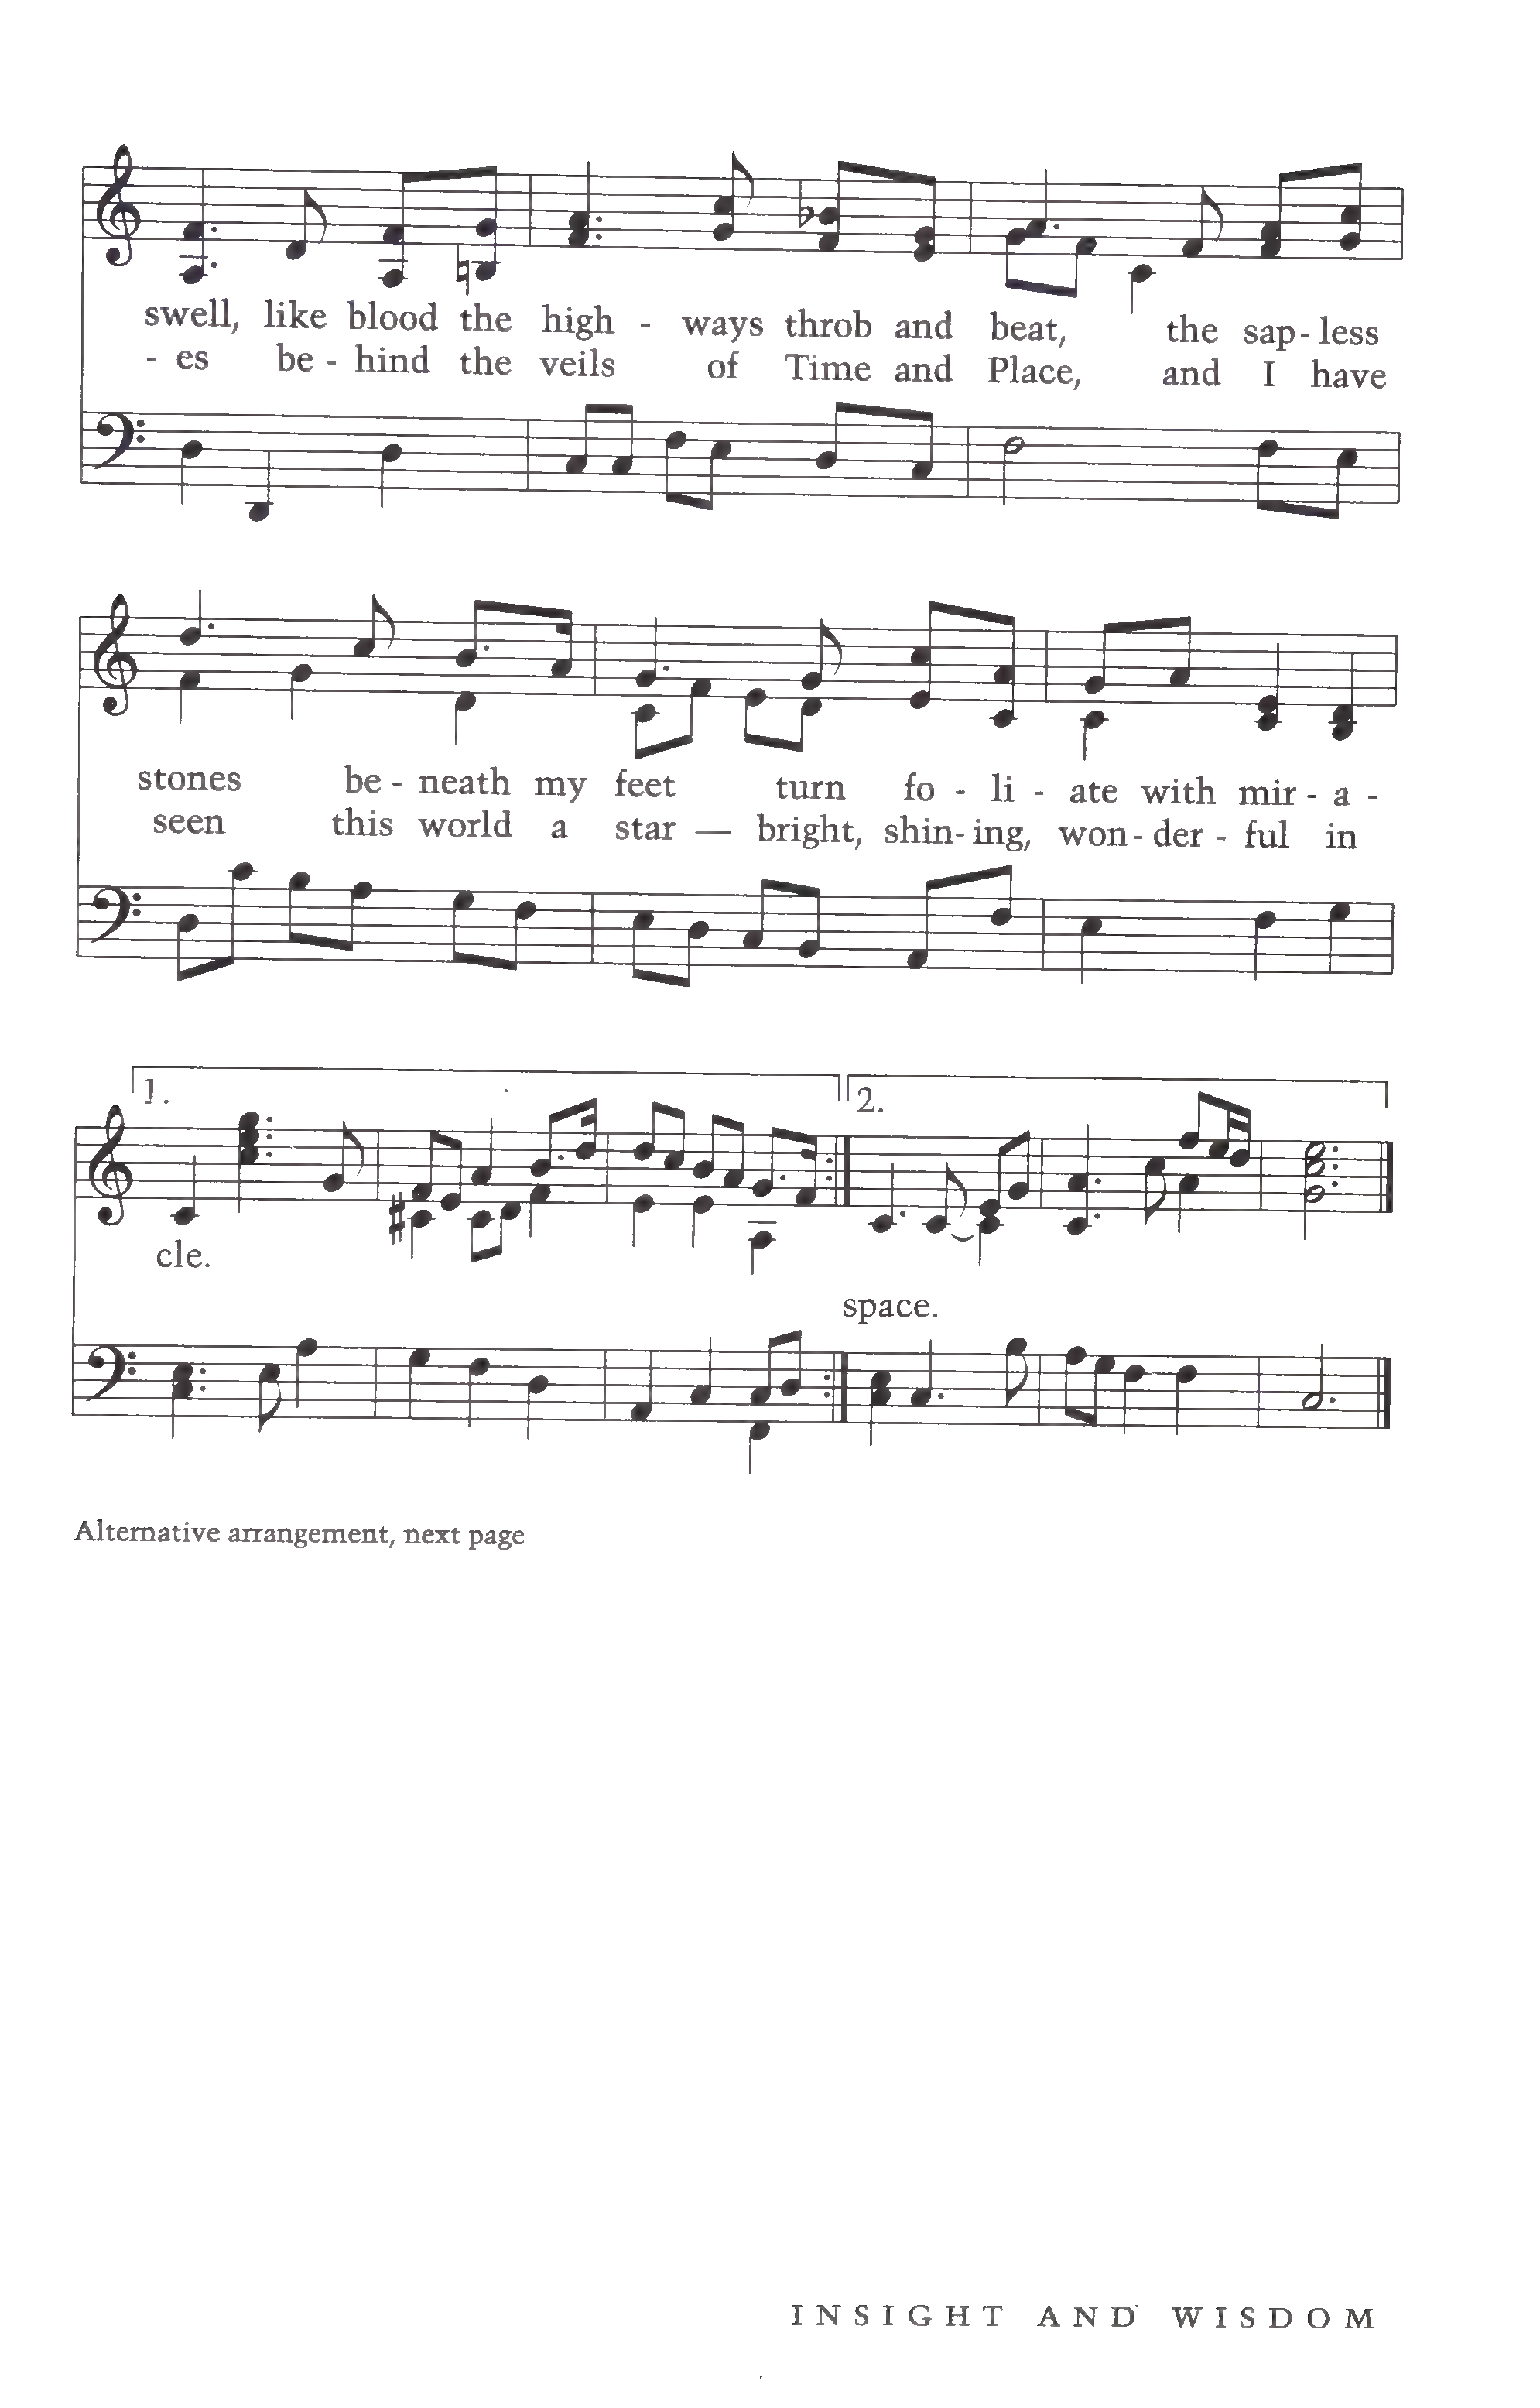 swell, like blood the high - ways throb and beat, the sap - less
- es be - hind the veils of Time and Place, and I have
stones be - neath my feet turn fo - li - ate with mir - a -
seen this world a star — bright, shin - ing, won - der - ful in
1.
2.
cle.
space.
Alternative arrangement, next page
INSIGHT AND WISDOM